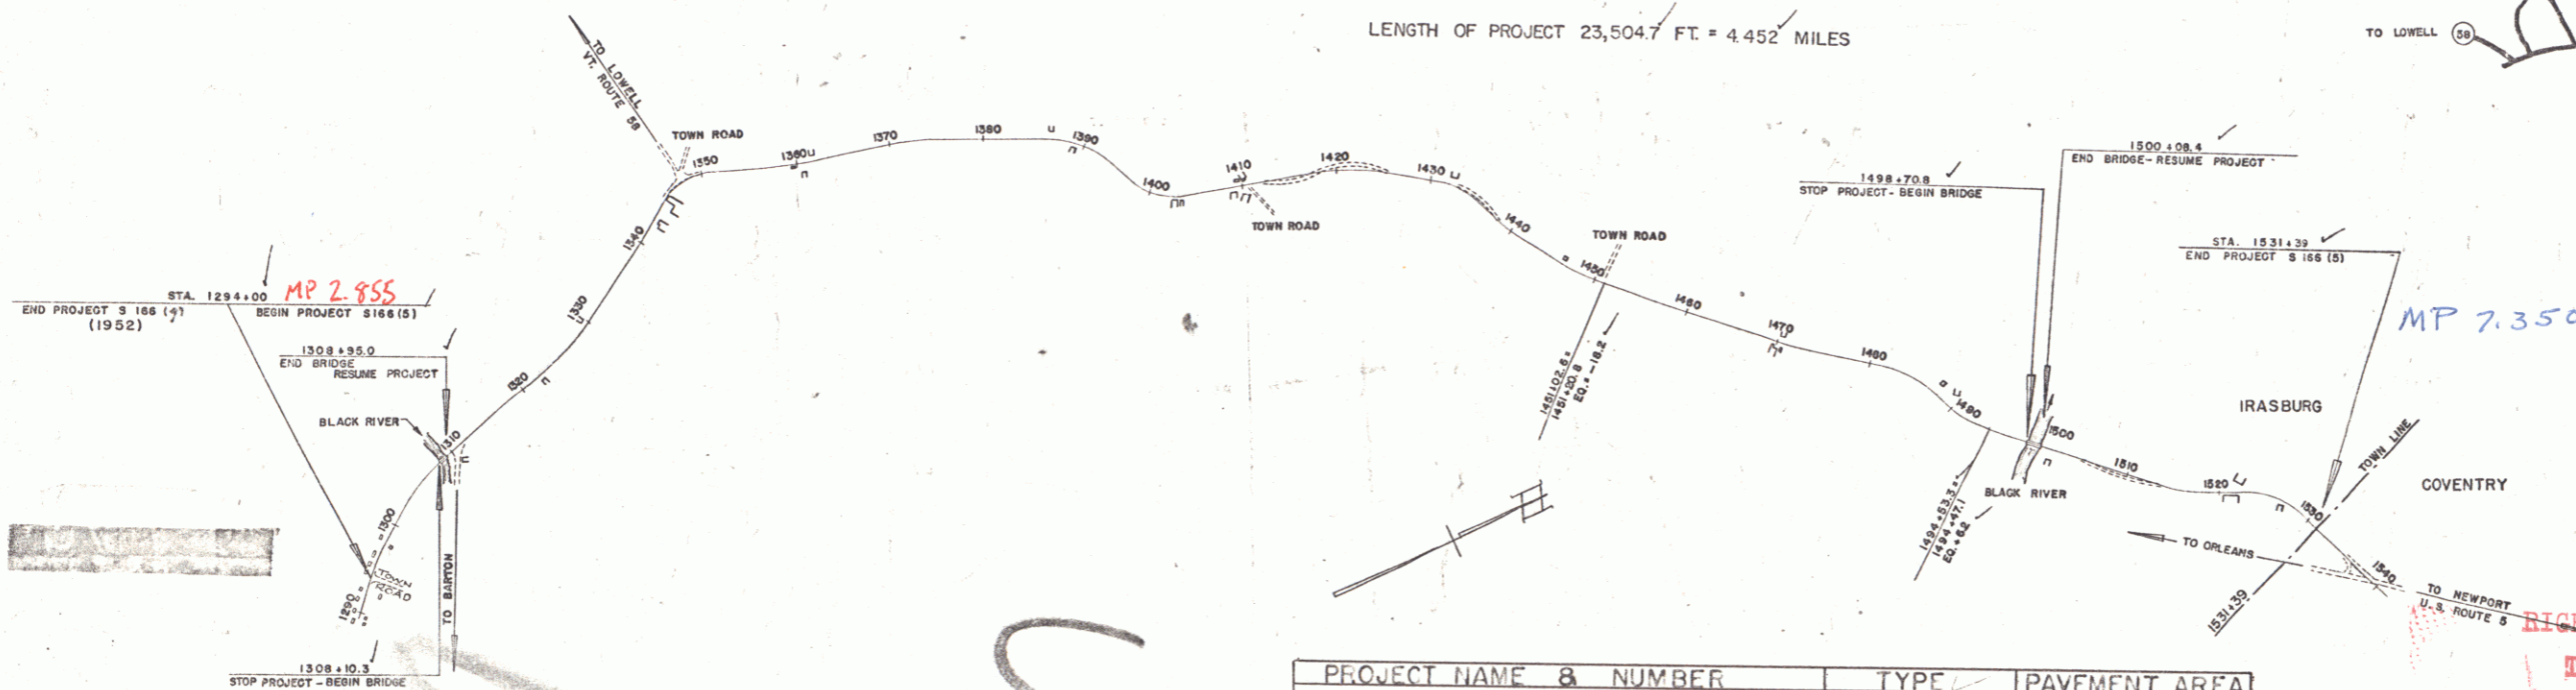 LENGTH OF PROJECT 23,504.7 FT. = 4.452 MILES
TO LOWELL 58
TO LOWELL
VT. ROUTE 58
TOWN ROAD
1350
1360
1370
1380
1390
1400
1410
1420
1430
1440
1450
1460
1470
1480
1490
1500
1510
1520
1530
1540
TOWN ROAD
TOWN ROAD
1500+08.4
END BRIDGE-RESUME PROJECT
1498+70.8
STOP PROJECT-BEGIN BRIDGE
STA. 1531+39
END PROJECT S 166 (5)
MP 7.350
STA. 1294+00 MP 2.855
END PROJECT S 166 (4) BEGIN PROJECT S166(5)
(1952)
1308+95.0
END BRIDGE
RESUME PROJECT
BLACK RIVER
1340
1330
1320
1310
1300
1290
TOWN
ROAD
TO BARTON
1308+10.3
STOP PROJECT-BEGIN BRIDGE
1451+02.6=
1451+20.8
EQ.=-18.2
1494+53.3=
1494+47.1
EQ.+6.2
BLACK RIVER
IRASBURG
TOWN LINE
COVENTRY
TO ORLEANS
1531+39
TO NEWPORT
U.S. ROUTE 5
PROJECT NAME & NUMBER TYPE PAVEMENT AREA